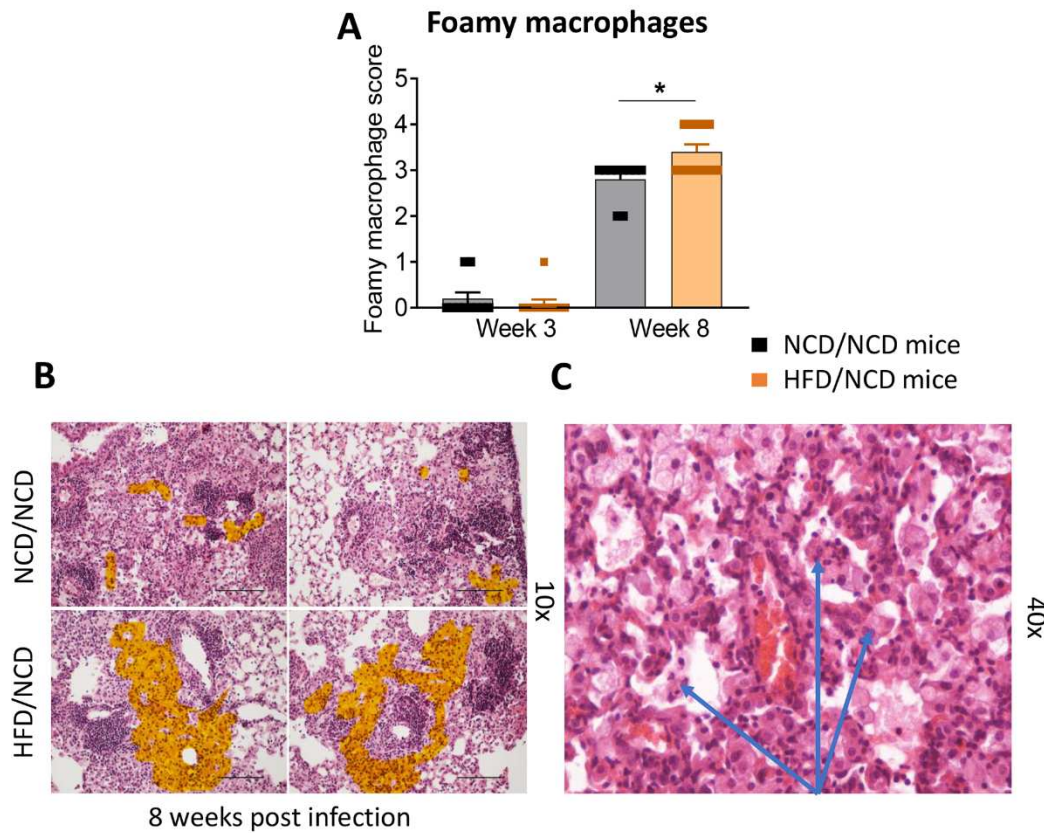 A
Foamy macrophages
Foamy macrophage score
5
4
3
2
1
0
*
Week 3
Week 8
NCD/NCD mice
HFD/NCD mice
B
C
NCD/NCD
HFD/NCD
10x
40x
8 weeks post infection